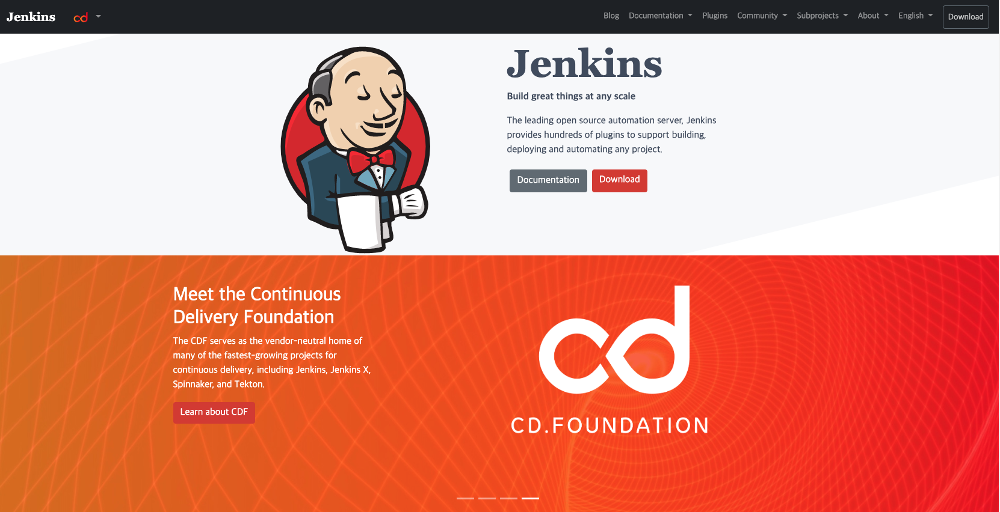 Jenkins
cd
Blog Documentation Plugins Community Subprojects About English Download
Jenkins
Build great things at any scale
The leading open source automation server, Jenkins
provides hundreds of plugins to support building,
deploying and automating any project.
Documentation Download
Meet the Continuous
Delivery Foundation
The CDF serves as the vendor-neutral home of
many of the fastest-growing projects for
continuous delivery, including Jenkins, Jenkins X,
Spinnaker, and Tekton.
Learn about CDF
cd
CD.FOUNDATION